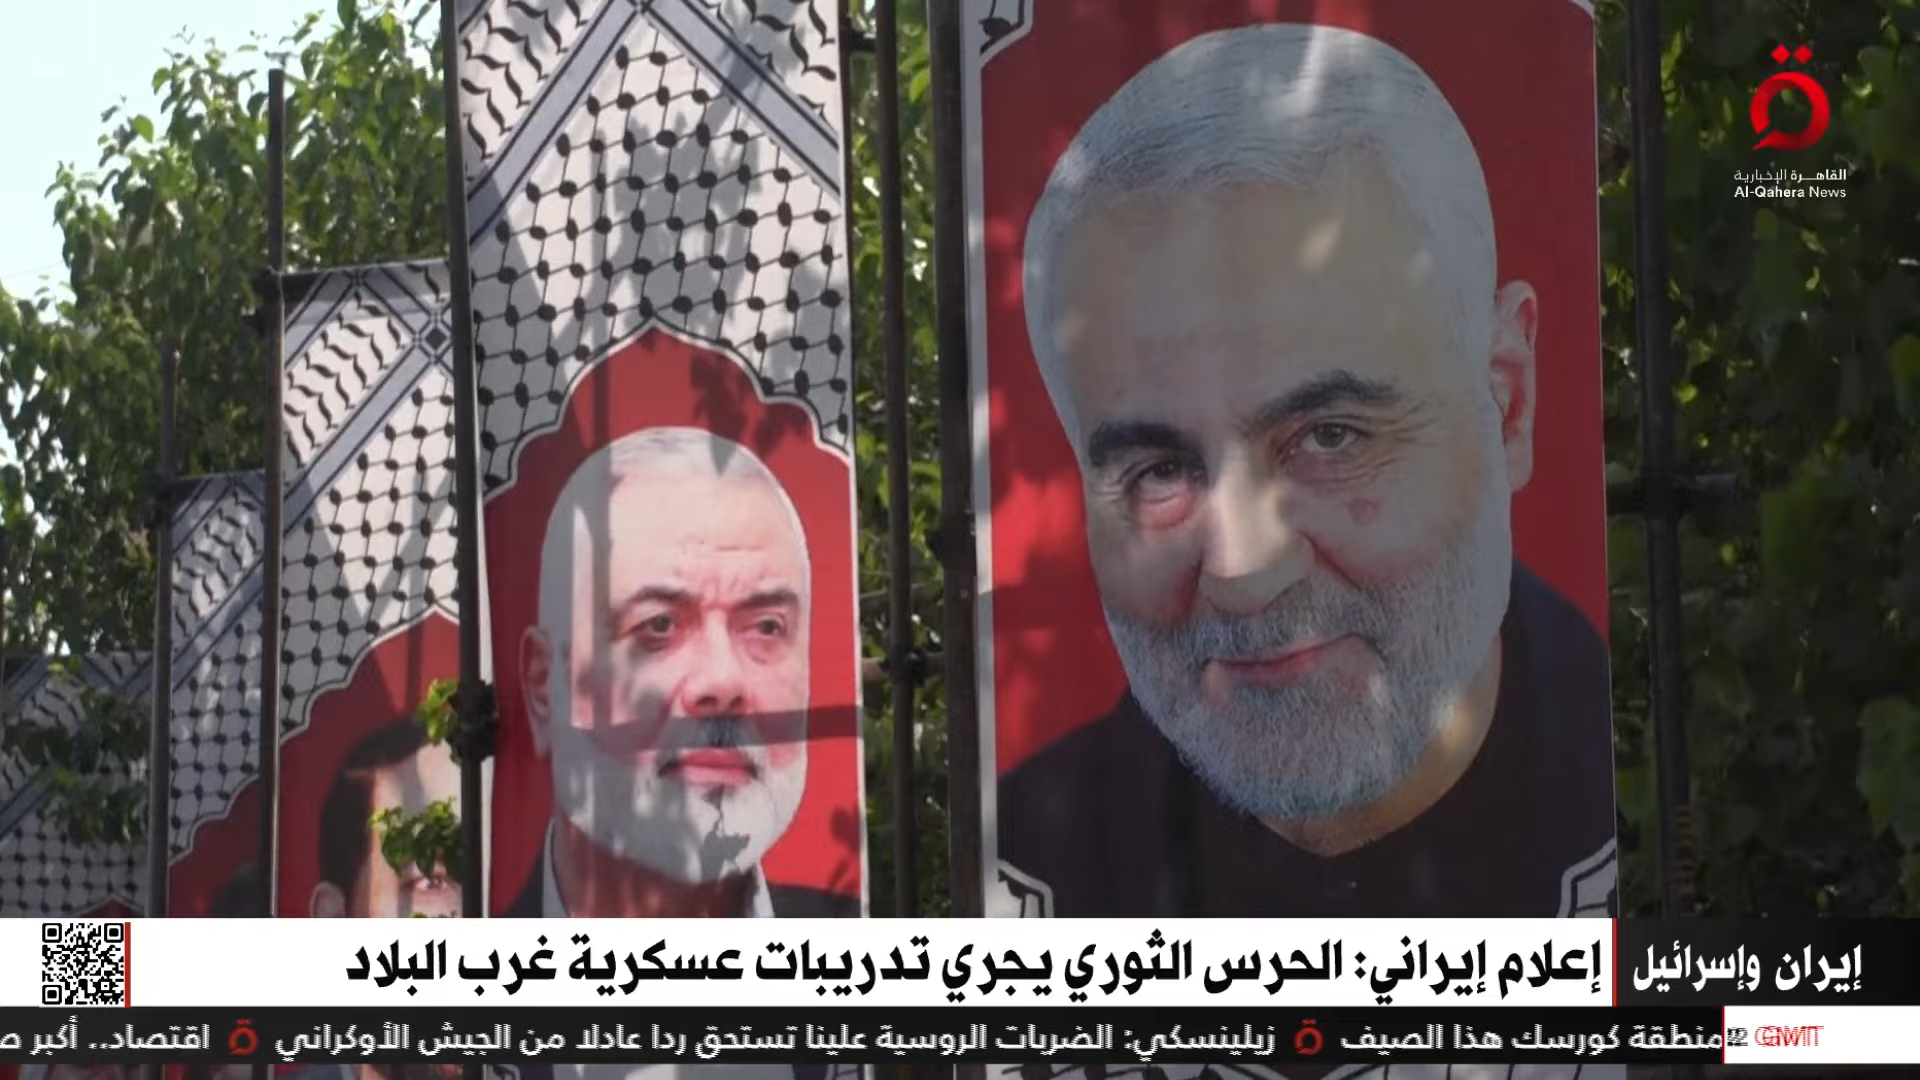 القاهرة الإخبارية
Al-Qahera News
إيران وإسرائيل
إعلام إيراني: الحرس الثوري يجري تدريبات عسكرية غرب البلاد
منطقة كورسك هذا الصيف
زيلينسكي: الضربات الروسية علينا تستحق ردا عادلا من الجيش الأوكراني
اقتصاد.. أكبر
GMT